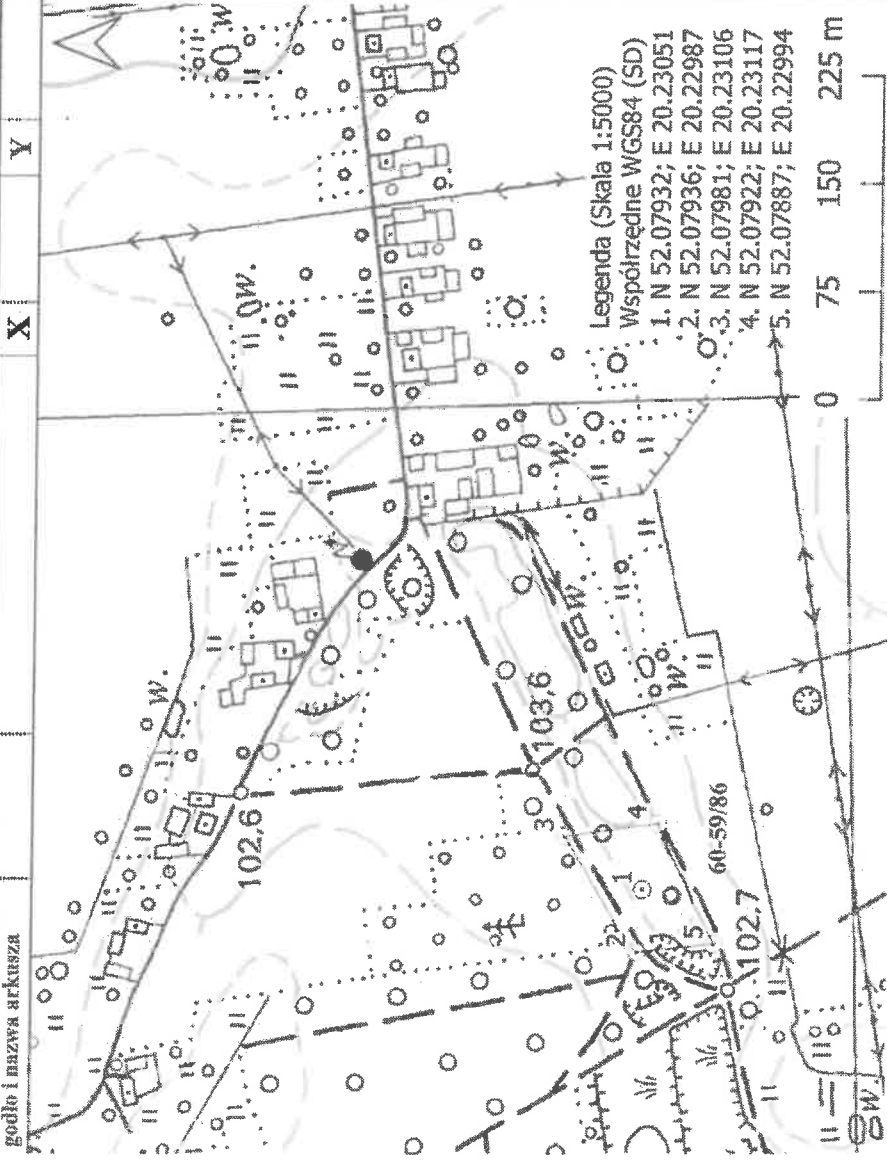 godło i nazwa arkusza
X
Y
w.
w.
w.
102,6
103,6
3
4
1
2
5
60-59/86
102,7
w.
w.
w.
w.
Legenda (Skala 1:5000)
Współrzędne WGS84 (SD)
1. N 52.07932; E 20.23051
2. N 52.07936; E 20.22987
3. N 52.07981; E 20.23106
4. N 52.07922; E 20.23117
5. N 52.07887; E 20.22994
0 75 150 225 m